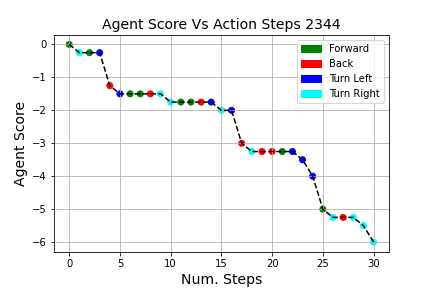 Agent Score Vs Action Steps 2344
Forward
Back
Turn Left
Turn Right
Agent Score
0
−1
−2
−3
−4
−5
−6
0 5 10 15 20 25 30
Num. Steps